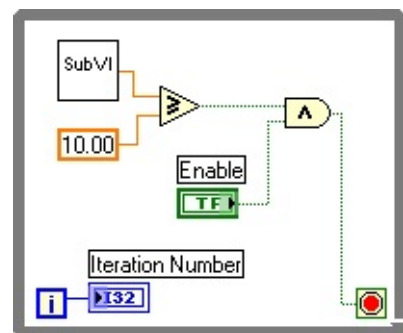 SubVI
10.00
Enable
TF
Iteration Number
i
I32